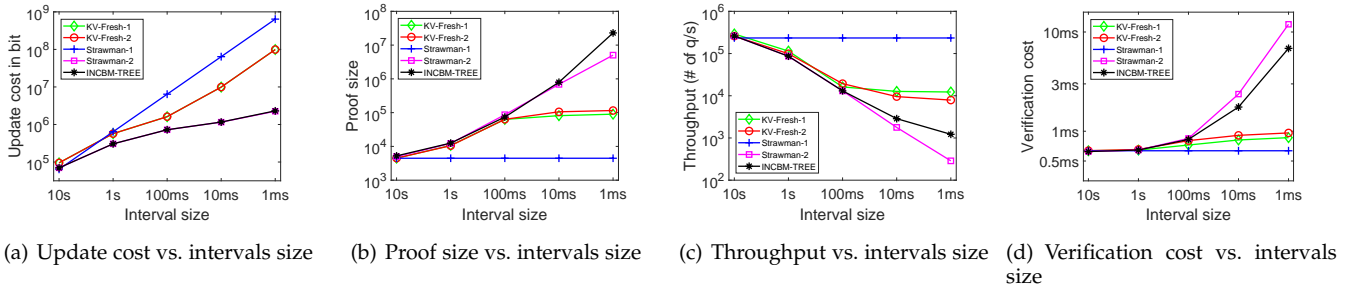 10^9
10^8
10^7
10^6
10^5
Update cost in bit
KV-Fresh-1
KV-Fresh-2
Strawman-1
Strawman-2
INCBM-TREE
10s 1s 100ms 10ms 1ms
Interval size
(a) Update cost vs. intervals size
10^8
10^7
10^6
10^5
10^4
10^3
Proof size
KV-Fresh-1
KV-Fresh-2
Strawman-1
Strawman-2
INCBM-TREE
10s 1s 100ms 10ms 1ms
Interval size
(b) Proof size vs. intervals size
10^6
10^5
10^4
10^3
10^2
Throughput (# of q/s)
KV-Fresh-1
KV-Fresh-2
Strawman-1
Strawman-2
INCBM-TREE
10s 1s 100ms 10ms 1ms
Interval size
(c) Throughput vs. intervals size
10ms
3ms
1ms
0.5ms
Verification cost
KV-Fresh-1
KV-Fresh-2
Strawman-1
Strawman-2
INCBM-TREE
10s 1s 100ms 10ms 1ms
Interval size
(d) Verification cost vs. intervals
size